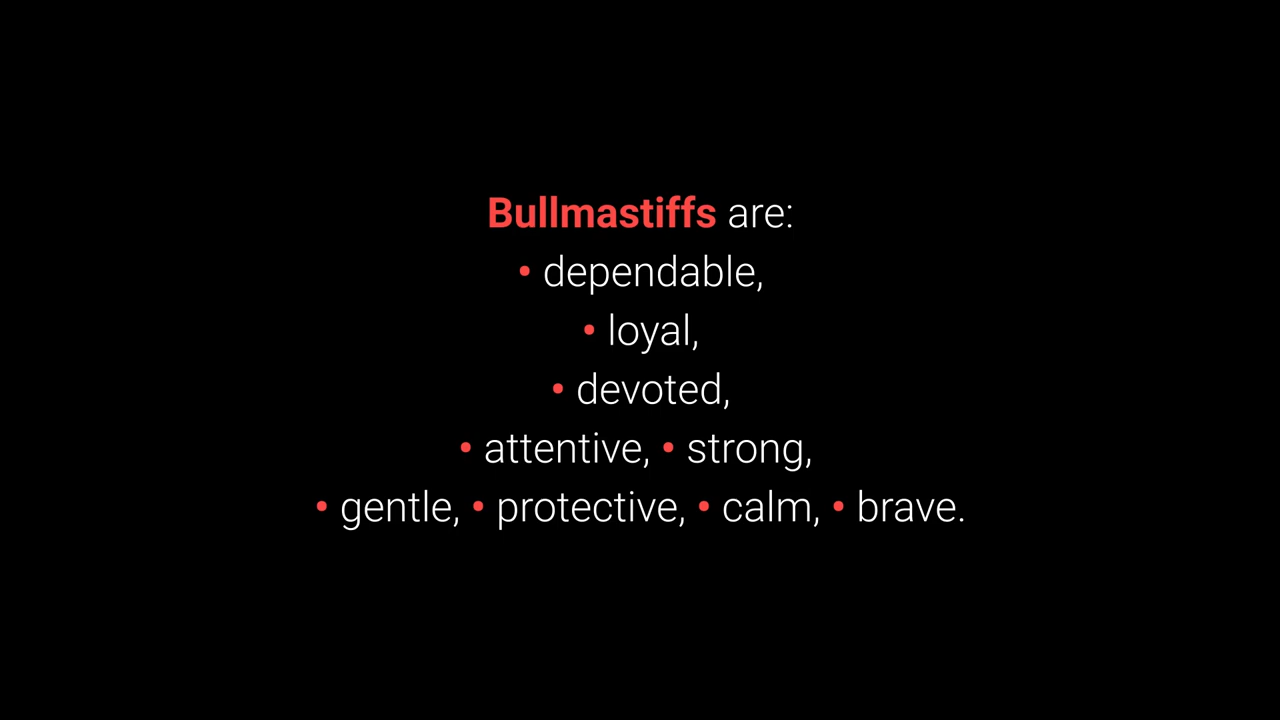 Bullmastiffs are:
• dependable,
• loyal,
• devoted,
• attentive, • strong,
• gentle, • protective, • calm, • brave.